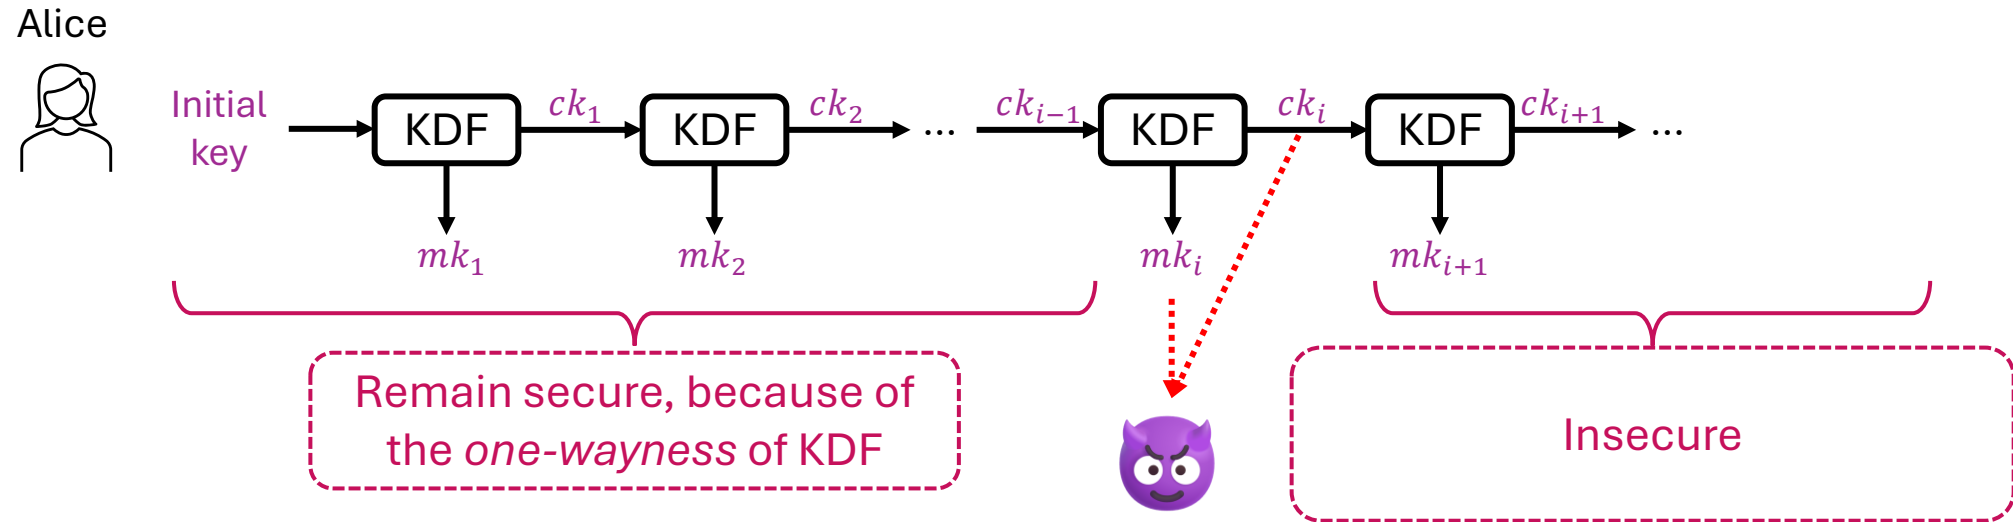 Alice
Initial
key
KDF
ck₁
KDF
ck₂
...
ckᵢ₋₁
KDF
ckᵢ
KDF
ckᵢ₊₁
...
mk₁
mk₂
mkᵢ
mkᵢ₊₁
Remain secure, because of
the one-wayness of KDF
Insecure